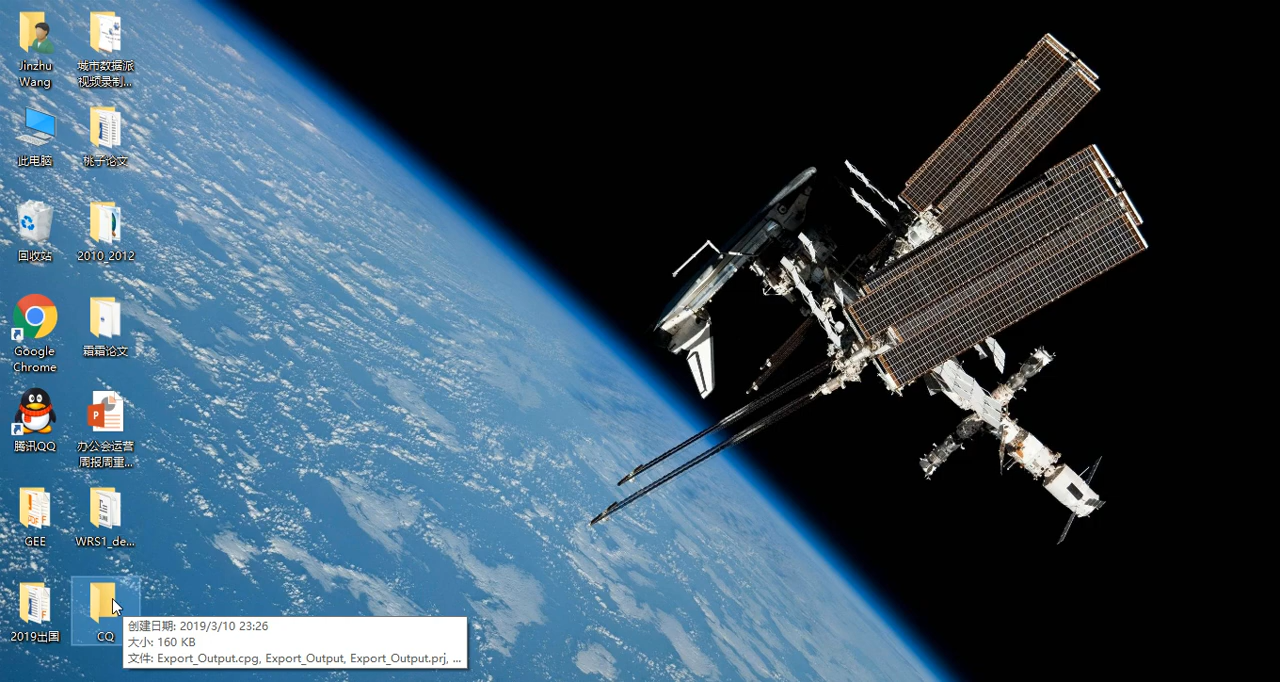 Jinzhu
Wang
城市数据派
视频录制...
此电脑
桃子论文
回收站
2010_2012
Google
Chrome
霜霜论文
腾讯QQ
办公会运营
周报周重...
GEE
WRS1_de...
2019出国
CQ
创建日期: 2019/3/10 23:26
大小: 160 KB
文件: Export_Output.cpg, Export_Output, Export_Output.prj, ...